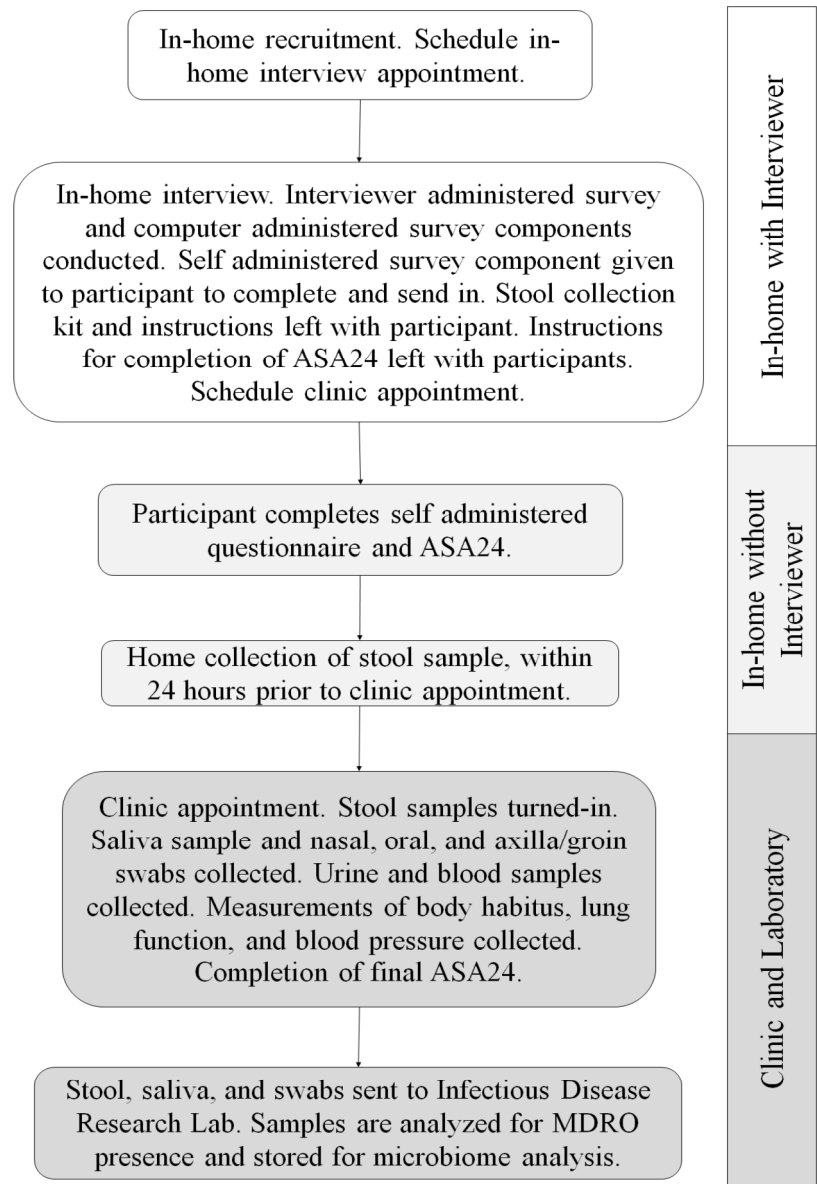 In-home recruitment. Schedule in-
home interview appointment.
In-home interview. Interviewer administered survey
and computer administered survey components
conducted. Self administered survey component given
to participant to complete and send in. Stool collection
kit and instructions left with participant. Instructions
for completion of ASA24 left with participants.
Schedule clinic appointment.
In-home with Interviewer
Participant completes self administered
questionnaire and ASA24.
Home collection of stool sample, within
24 hours prior to clinic appointment.
In-home without
Interviewer
Clinic appointment. Stool samples turned-in.
Saliva sample and nasal, oral, and axilla/groin
swabs collected. Urine and blood samples
collected. Measurements of body habitus, lung
function, and blood pressure collected.
Completion of final ASA24.
Stool, saliva, and swabs sent to Infectious Disease
Research Lab. Samples are analyzed for MDRO
presence and stored for microbiome analysis.
Clinic and Laboratory